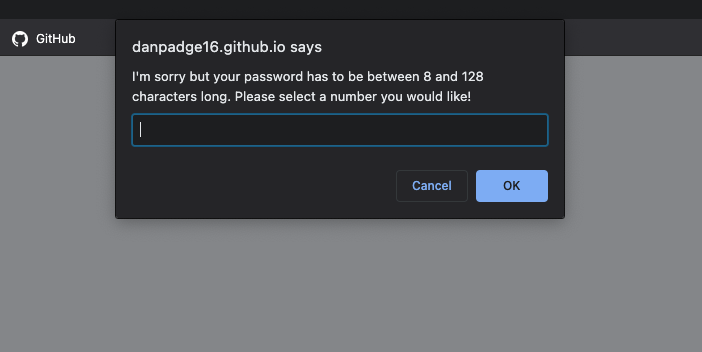 GitHub
danpadge16.github.io says
I'm sorry but your password has to be between 8 and 128
characters long. Please select a number you would like!
Cancel
OK